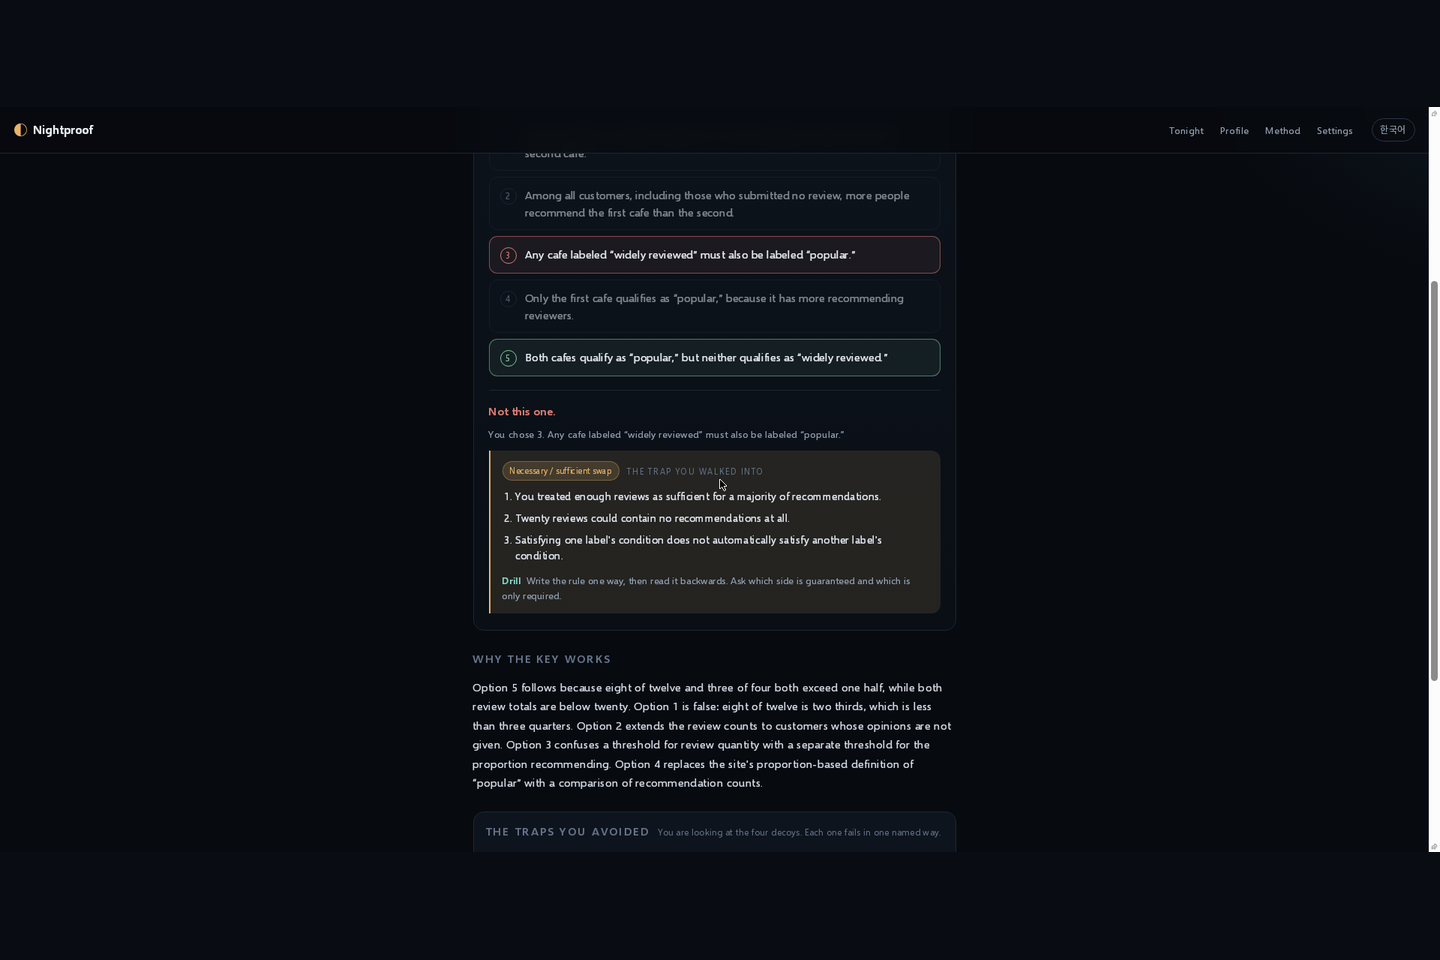 Nightproof
Tonight
Profile
Method
Settings
한국어
second cafe.
2
Among all customers, including those who submitted no review, more people
recommend the first cafe than the second.
3
Any cafe labeled "widely reviewed" must also be labeled "popular."
4
Only the first cafe qualifies as "popular," because it has more recommending
reviewers.
5
Both cafes qualify as "popular," but neither qualifies as "widely reviewed."
Not this one.
You chose 3. Any cafe labeled "widely reviewed" must also be labeled "popular."
Necessary / sufficient swap
THE TRAP YOU WALKED INTO
1. You treated enough reviews as sufficient for a majority of recommendations.
2. Twenty reviews could contain no recommendations at all.
3. Satisfying one label's condition does not automatically satisfy another label's
condition.
Drill Write the rule one way, then read it backwards. Ask which side is guaranteed and which is
only required.
WHY THE KEY WORKS
Option 5 follows because eight of twelve and three of four both exceed one half, while both
review totals are below twenty. Option 1 is false: eight of twelve is two thirds, which is less
than three quarters. Option 2 extends the review counts to customers whose opinions are not
given. Option 3 confuses a threshold for review quantity with a separate threshold for the
proportion recommending. Option 4 replaces the site's proportion-based definition of
"popular" with a comparison of recommendation counts.
THE TRAPS YOU AVOIDED
You are looking at the four decoys. Each one fails in one named way.